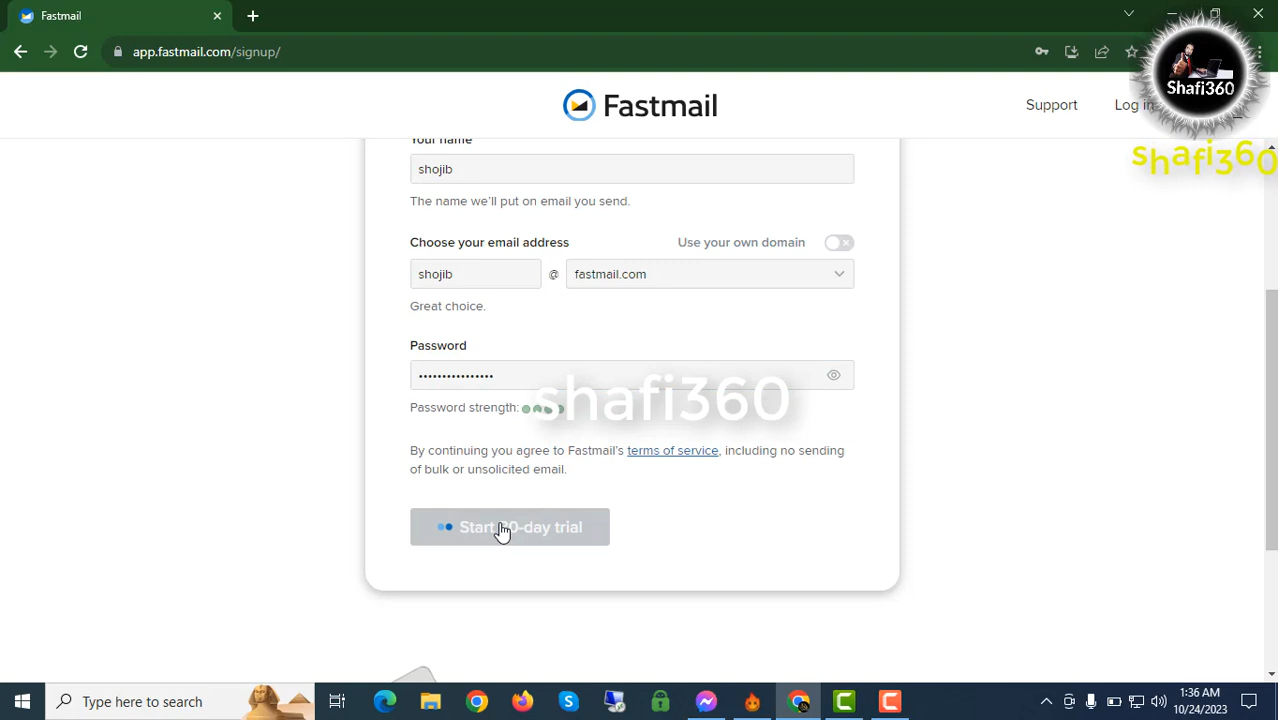 Fastmail
app.fastmail.com/signup/
Fastmail
Support
Log in
Shafi360
shafi360
Your name
shojib
The name we'll put on email you send.
Choose your email address
Use your own domain
shojib
@
fastmail.com
Great choice.
Password
••••••••••••••••
shafi360
Password strength:
By continuing you agree to Fastmail's terms of service, including no sending
of bulk or unsolicited email.
Start 30-day trial
Type here to search
1:36 AM
10/24/2023